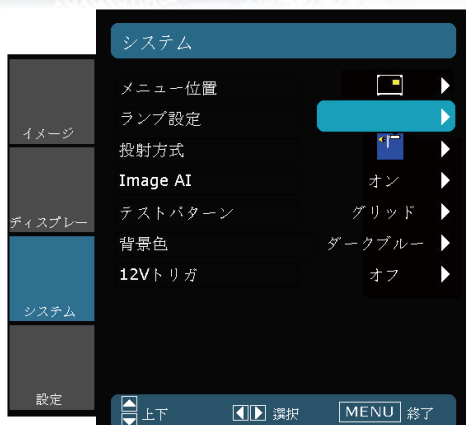 システム
メニュー位置
ランプ設定
投射方式
Image AI オン
テストパターン グリッド
背景色 ダークブルー
12Vトリガ オフ
イメージ
ディスプレー
システム
設定
上下 選択 MENU 終了